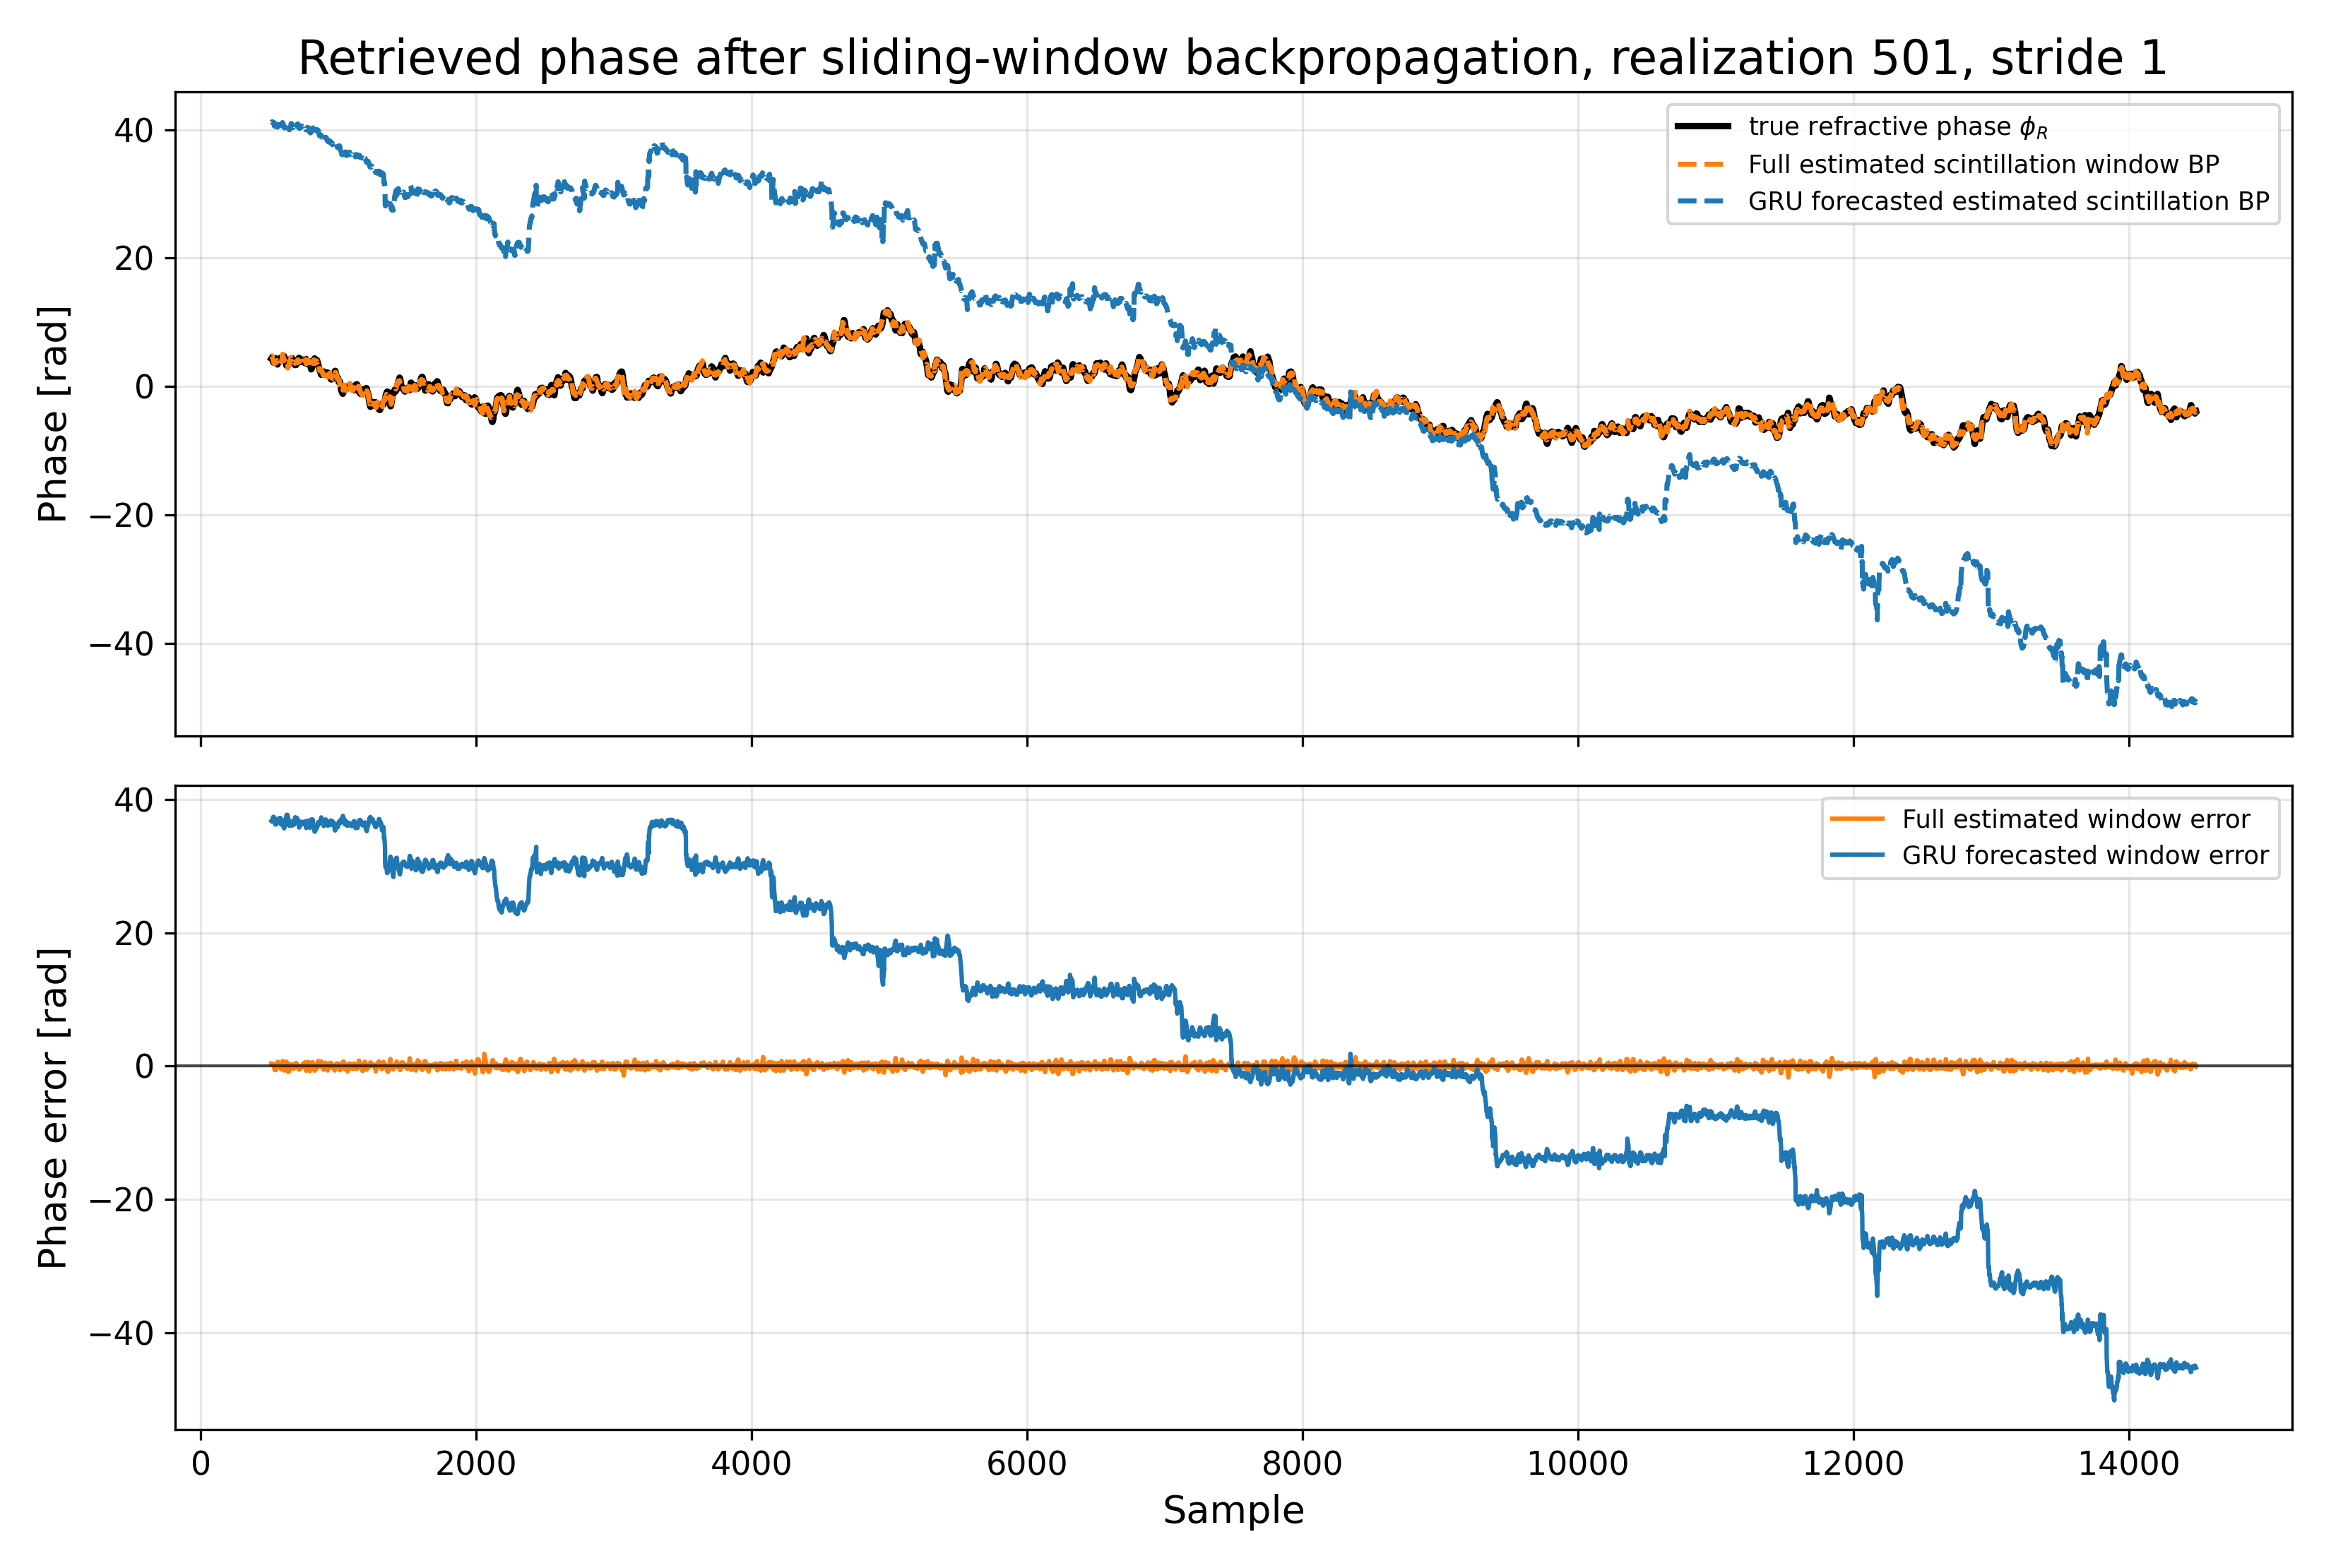 Retrieved phase after sliding-window backpropagation, realization 501, stride 1
Phase [rad]
40
20
0
−20
−40
true refractive phase ϕ_R
Full estimated scintillation window BP
GRU forecasted estimated scintillation BP
Phase error [rad]
40
20
0
−20
−40
Full estimated window error
GRU forecasted window error
0 2000 4000 6000 8000 10000 12000 14000
Sample